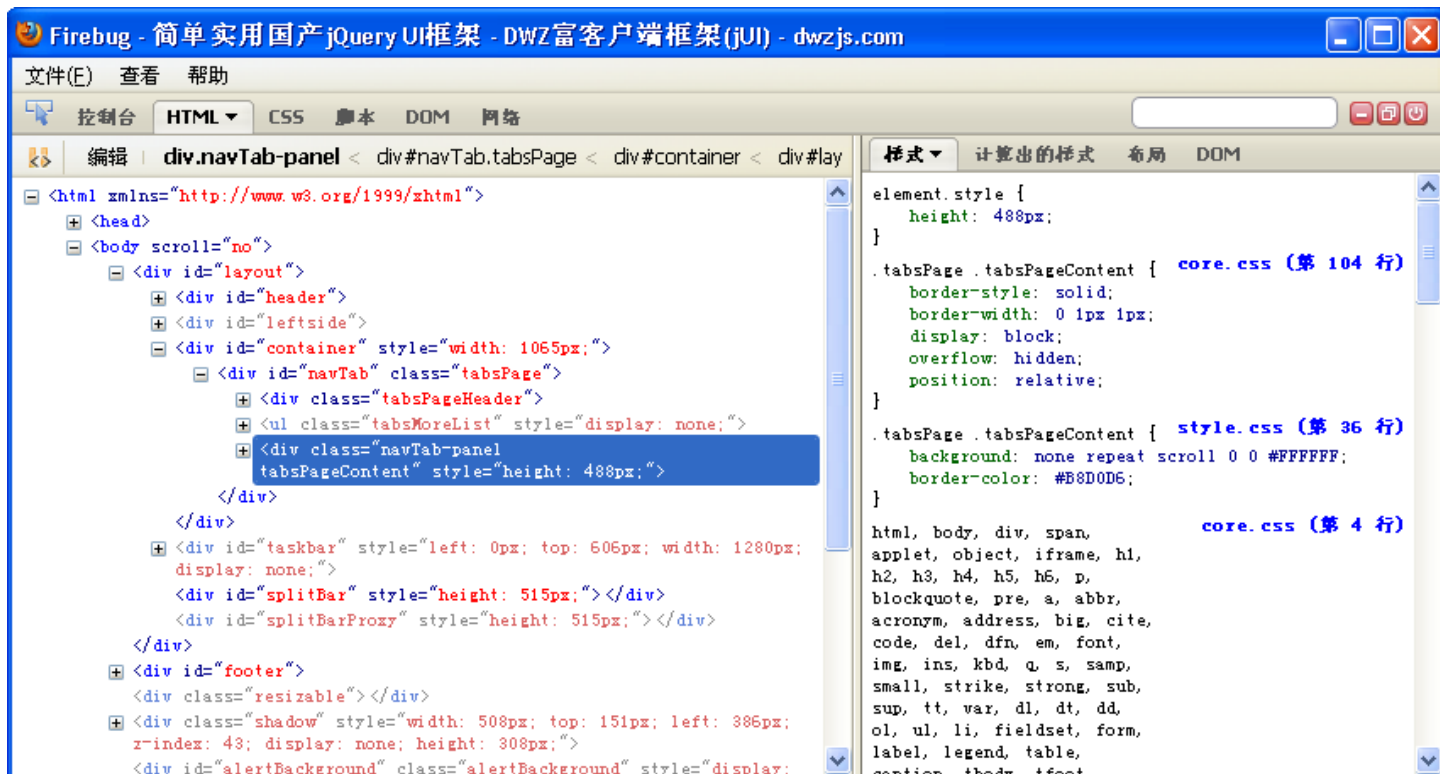 Firebug - 简单实用国产jQuery UI框架 - DWZ富客户端框架(jUI) - dwzjs.com
文件(F) 查看 帮助
控制台 HTML CSS 脚本 DOM 网络
编辑 div.navTab-panel < div#navTab.tabsPage < div#container < div#lay
<html xmlns="http://www.w3.org/1999/xhtml">
<head>
<body scroll="no">
<div id="layout">
<div id="header">
<div id="leftside">
<div id="container" style="width: 1065px;">
<div id="navTab" class="tabsPage">
<div class="tabsPageHeader">
<ul class="tabsMoreList" style="display: none;">
<div class="navTab-panel
tabsPageContent" style="height: 488px;">
</div>
</div>
<div id="taskbar" style="left: 0px; top: 606px; width: 1280px;
display: none;">
<div id="splitBar" style="height: 515px;"></div>
<div id="splitBarProxy" style="height: 515px;"></div>
</div>
<div id="footer">
<div class="resizable"></div>
<div class="shadow" style="width: 508px; top: 151px; left: 386px;
z-index: 43; display: none; height: 308px;">
<div id="alertBackground" class="alertBackground" style="display:
样式 计算出的样式 布局 DOM
element.style {
height: 488px;
}
.tabsPage .tabsPageContent { core.css (第 104 行)
border-style: solid;
border-width: 0 1px 1px;
display: block;
overflow: hidden;
position: relative;
}
.tabsPage .tabsPageContent { style.css (第 36 行)
background: none repeat scroll 0 0 #FFFFFF;
border-color: #B8D0D6;
}
html, body, div, span, core.css (第 4 行)
applet, object, iframe, h1,
h2, h3, h4, h5, h6, p,
blockquote, pre, a, abbr,
acronym, address, big, cite,
code, del, dfn, em, font,
img, ins, kbd, q, s, samp,
small, strike, strong, sub,
sup, tt, var, dl, dt, dd,
ol, ul, li, fieldset, form,
label, legend, table,
caption, tbody, tfoot,